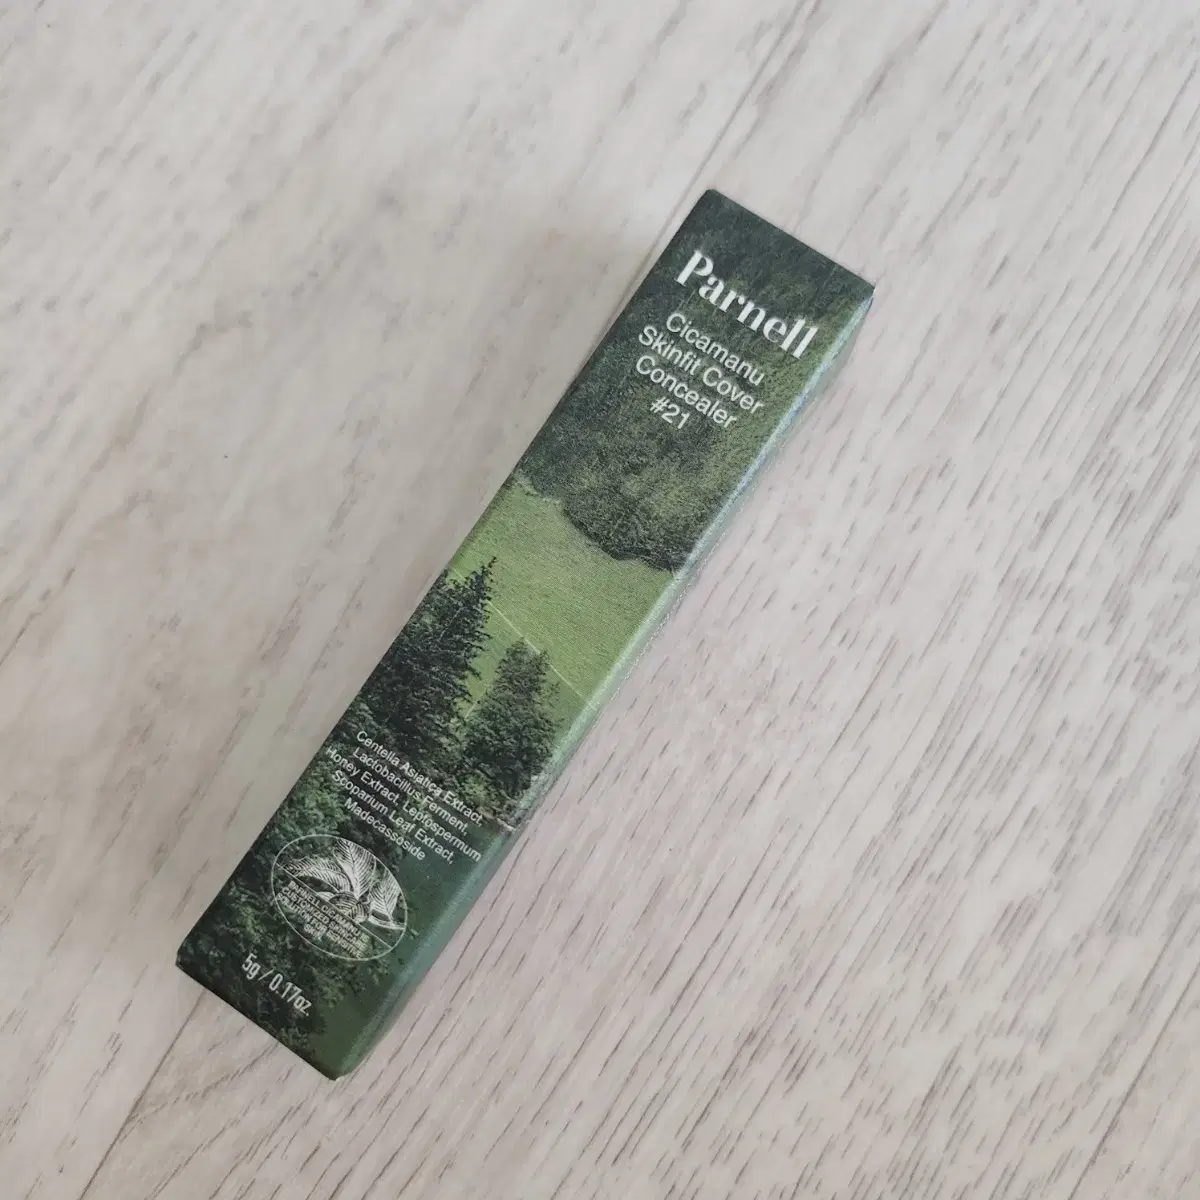 Parnell
Cicamanu
Skinfit Cover
Concealer
#21
Centella Asiatica Extract,
Lactobacillus Ferment,
Honey Extract, Leptospermum
Scoparium Leaf Extract,
Madecassoside
5g / 0.17oz.